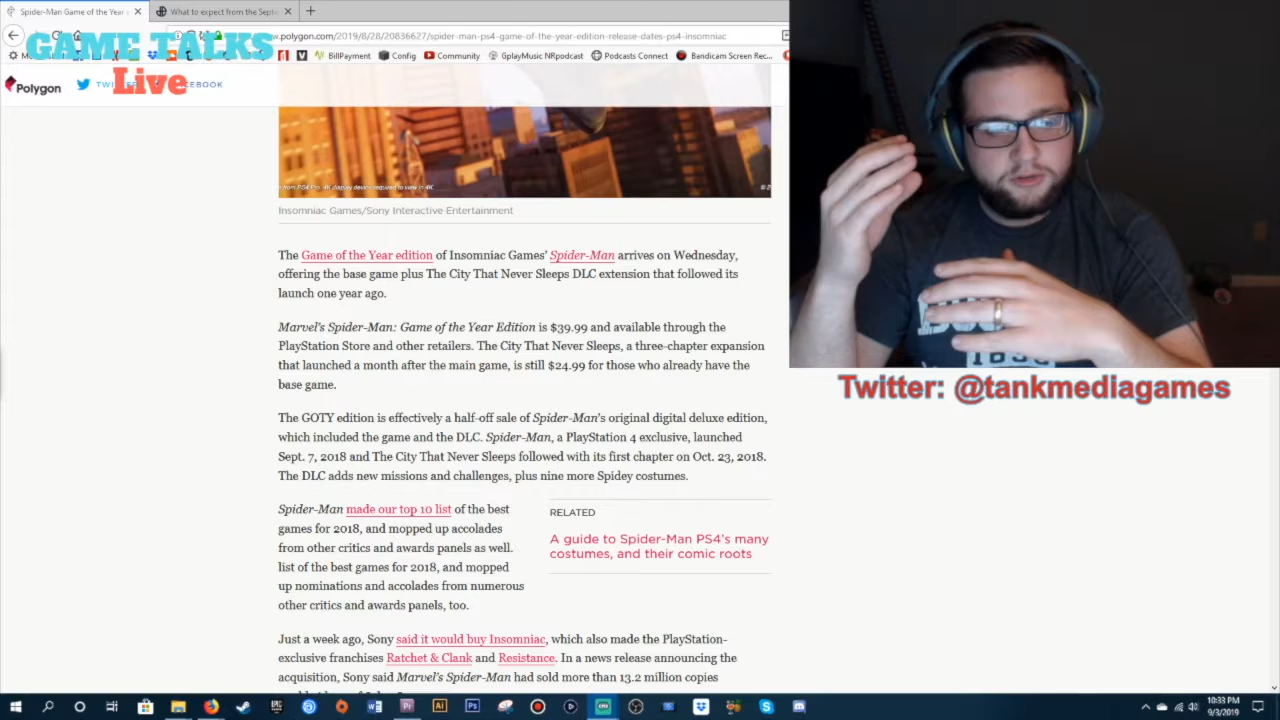 Spider-Man Game of the Year
What to expect from the Sept
GAME TALKS
Live
.polygon.com/2019/8/28/20836627/spider-man-ps4-game-of-the-year-edition-release-dates-ps4-insomniac
BillPayment
Config
Community
GplayMusic NRpodcast
Podcasts Connect
Bandicam Screen Rec...
Polygon
from PS4 Pro. 4K display device required to view in 4K.
Insomniac Games/Sony Interactive Entertainment
The Game of the Year edition of Insomniac Games' Spider-Man arrives on Wednesday,
offering the base game plus The City That Never Sleeps DLC extension that followed its
launch one year ago.
Marvel's Spider-Man: Game of the Year Edition is $39.99 and available through the
PlayStation Store and other retailers. The City That Never Sleeps, a three-chapter expansion
that launched a month after the main game, is still $24.99 for those who already have the
base game.
The GOTY edition is effectively a half-off sale of Spider-Man's original digital deluxe edition,
which included the game and the DLC. Spider-Man, a PlayStation 4 exclusive, launched
Sept. 7, 2018 and The City That Never Sleeps followed with its first chapter on Oct. 23, 2018.
The DLC adds new missions and challenges, plus nine more Spidey costumes.
Spider-Man made our top 10 list of the best
games for 2018, and mopped up accolades
from other critics and awards panels as well.
list of the best games for 2018, and mopped
up nominations and accolades from numerous
other critics and awards panels, too.
RELATED
A guide to Spider-Man PS4's many
costumes, and their comic roots
Just a week ago, Sony said it would buy Insomniac, which also made the PlayStation-
exclusive franchises Ratchet & Clank and Resistance. In a news release announcing the
acquisition, Sony said Marvel's Spider-Man had sold more than 13.2 million copies
Twitter: @tankmediagames
10:33 PM
9/3/2019